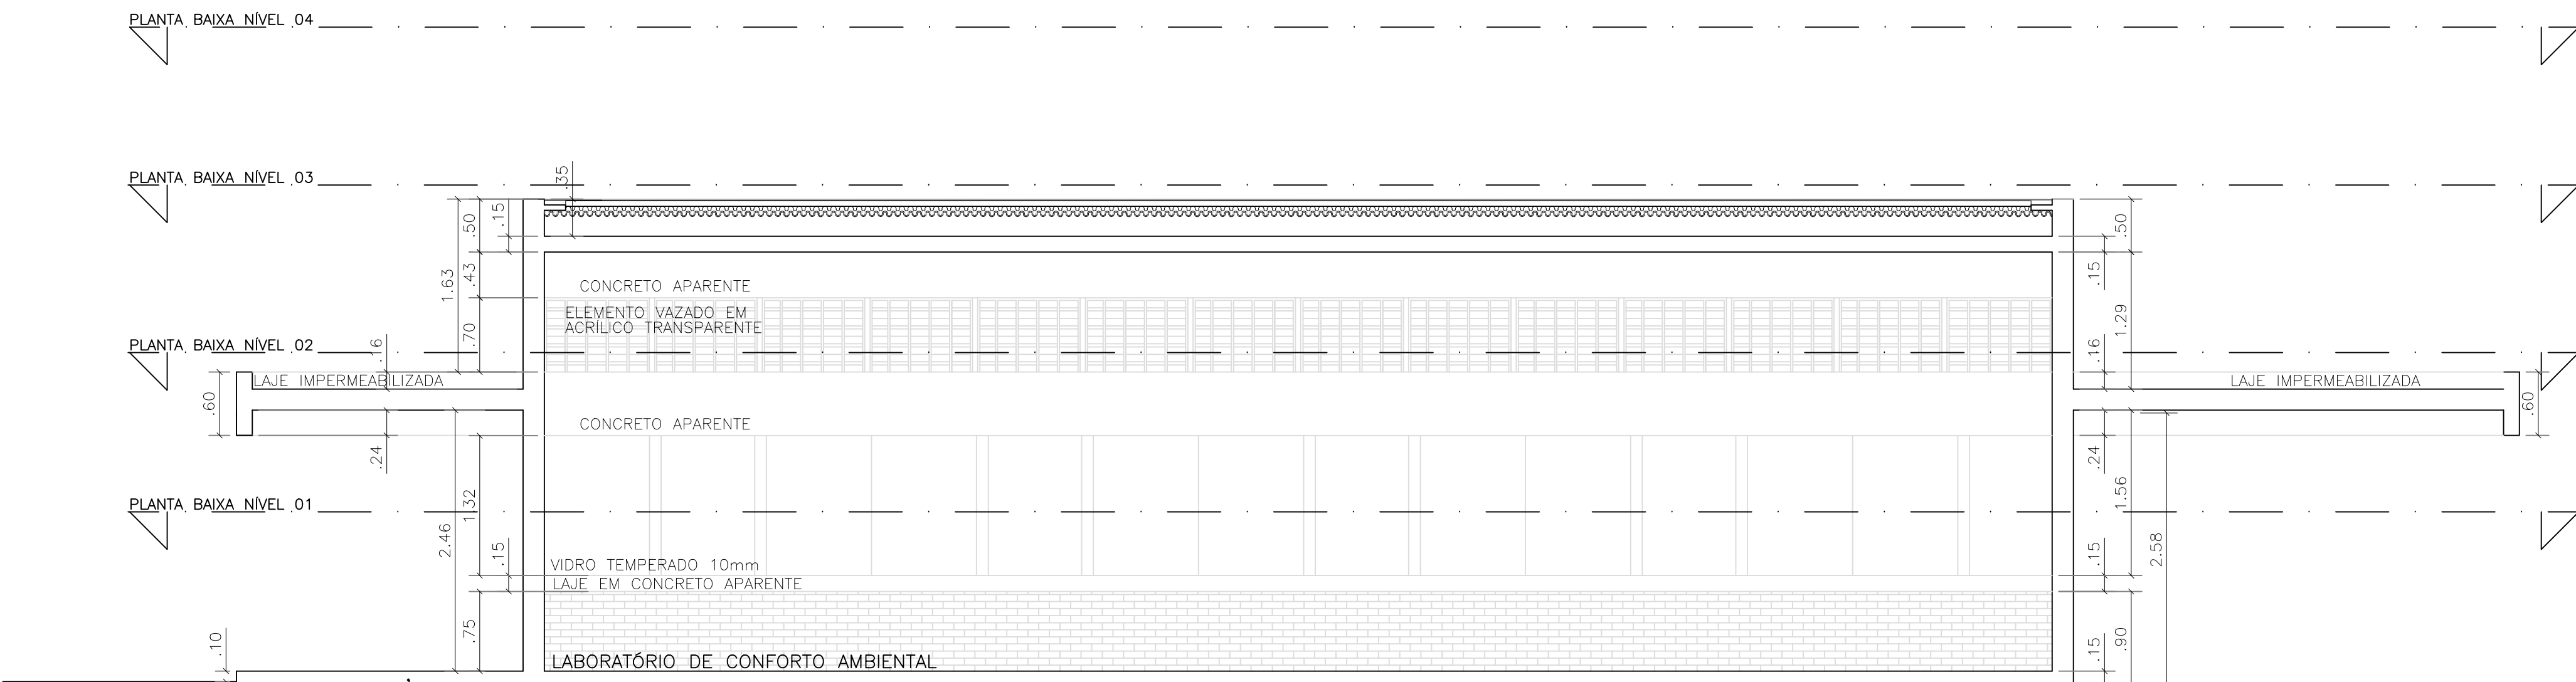 PLANTA BAIXA NÍVEL 04
PLANTA BAIXA NÍVEL 03
.35
.50
.15
.50
1.63
.43
.15
CONCRETO APARENTE
ELEMENTO VAZADO EM
ACRÍLICO TRANSPARENTE
.70
1.29
PLANTA BAIXA NÍVEL 02
.16
.16
LAJE IMPERMEABILIZADA
LAJE IMPERMEABILIZADA
.60
.60
CONCRETO APARENTE
.24
.24
1.32
1.56
PLANTA BAIXA NÍVEL 01
2.46
2.58
.15
.15
VIDRO TEMPERADO 10mm
LAJE EM CONCRETO APARENTE
.75
.90
.10
.15
LABORATÓRIO DE CONFORTO AMBIENTAL